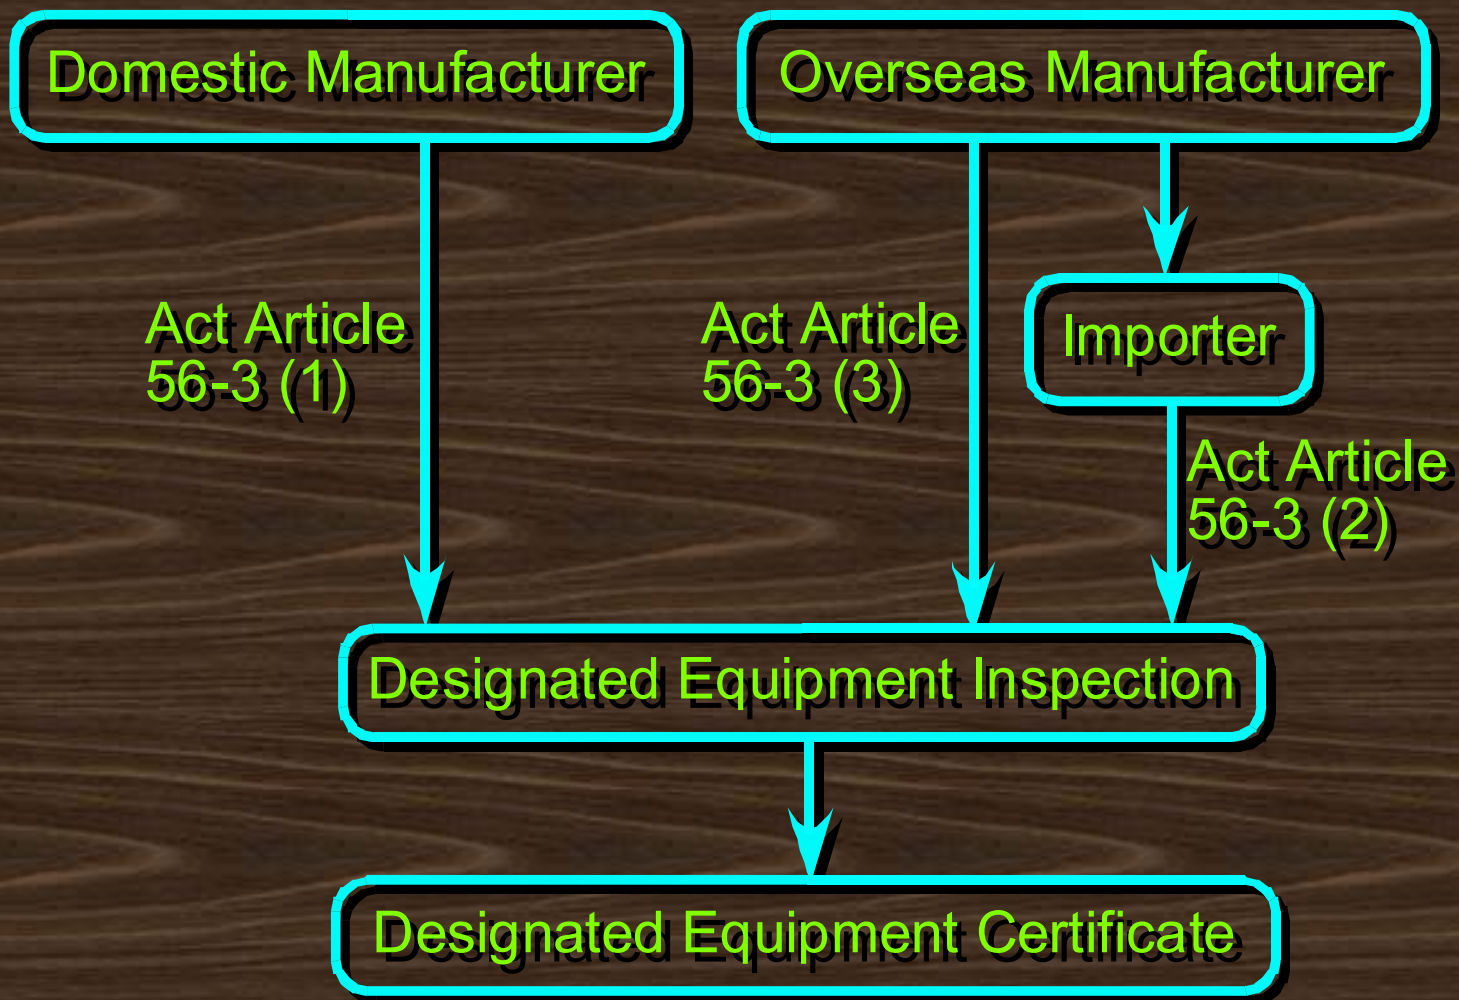 Domestic Manufacturer
Overseas Manufacturer
Act Article
56-3 (1)
Act Article
56-3 (3)
Importer
Act Article
56-3 (2)
Designated Equipment Inspection
Designated Equipment Certificate